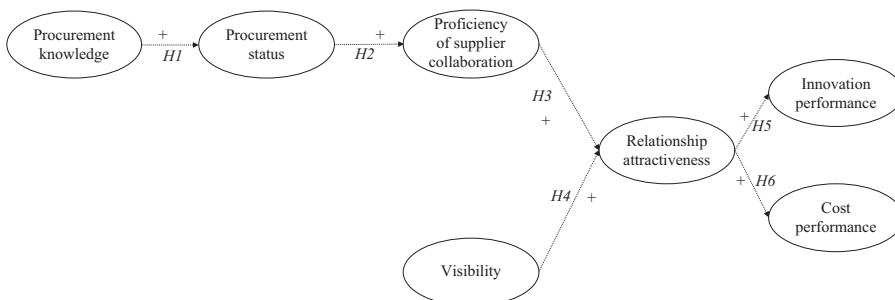 Procurement
knowledge
+
H1
Procurement
status
+
H2
Proficiency
of supplier
collaboration
H3
+
Visibility
H4
+
Relationship
attractiveness
+
H5
Innovation
performance
+
H6
Cost
performance